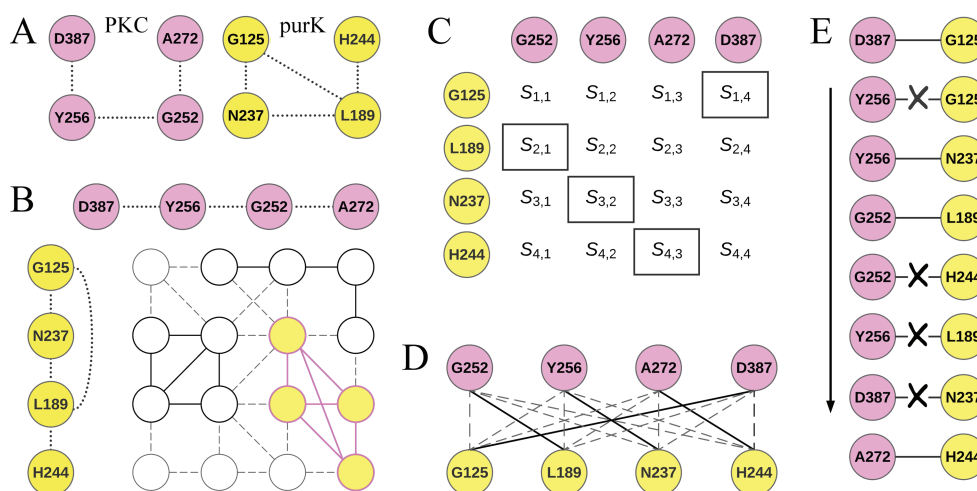 A
D387 PKC A272
Y256 G252
G125 purK H244
N237 L189
B
D387 Y256 G252 A272
G125
N237
L189
H244
C
G252 Y256 A272 D387
G125 S1,1 S1,2 S1,3 S1,4
L189 S2,1 S2,2 S2,3 S2,4
N237 S3,1 S3,2 S3,3 S3,4
H244 S4,1 S4,2 S4,3 S4,4
D
G252 Y256 A272 D387
G125 L189 N237 H244
E
D387 G125
Y256 G125
Y256 N237
G252 L189
G252 H244
Y256 L189
D387 N237
A272 H244